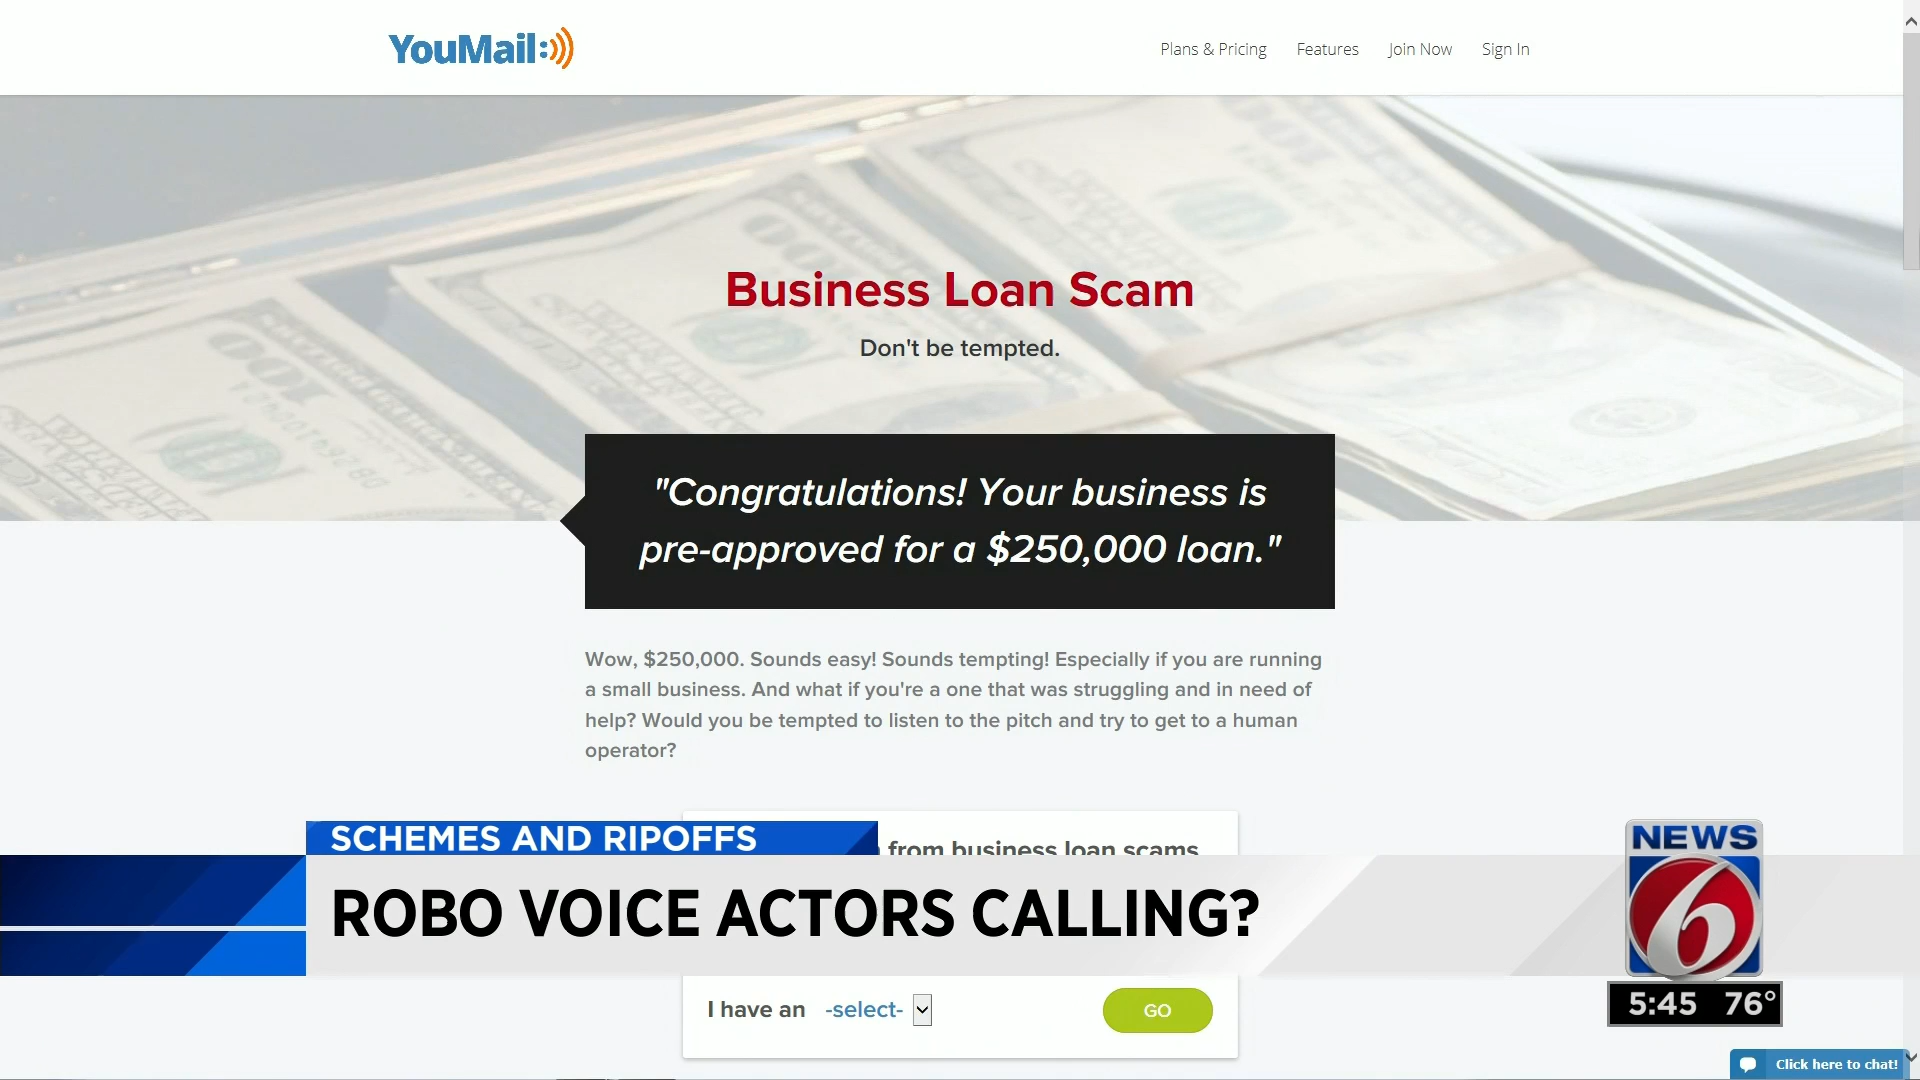 YouMail
Plans & Pricing
Features
Join Now
Sign In
Business Loan Scam
Don't be tempted.
"Congratulations! Your business is
pre-approved for a $250,000 loan."
Wow, $250,000. Sounds easy! Sounds tempting! Especially if you are running
a small business. And what if you're a one that was struggling and in need of
help? Would you be tempted to listen to the pitch and try to get to a human
operator?
from business loan scams
SCHEMES AND RIPOFFS
ROBO VOICE ACTORS CALLING?
NEWS
6
5:45 76°
I have an -select-
GO
Click here to chat!